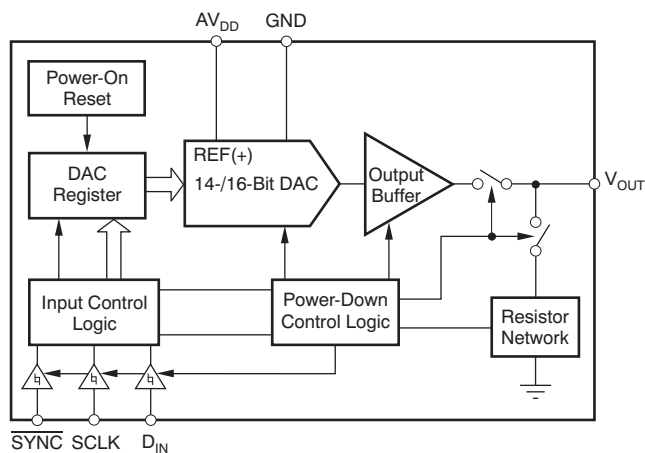 AVDD GND
Power-On
Reset
DAC
Register
REF(+)
14-/16-Bit DAC
Output
Buffer
VOUT
Input Control
Logic
Power-Down
Control Logic
Resistor
Network
SYNC SCLK DIN